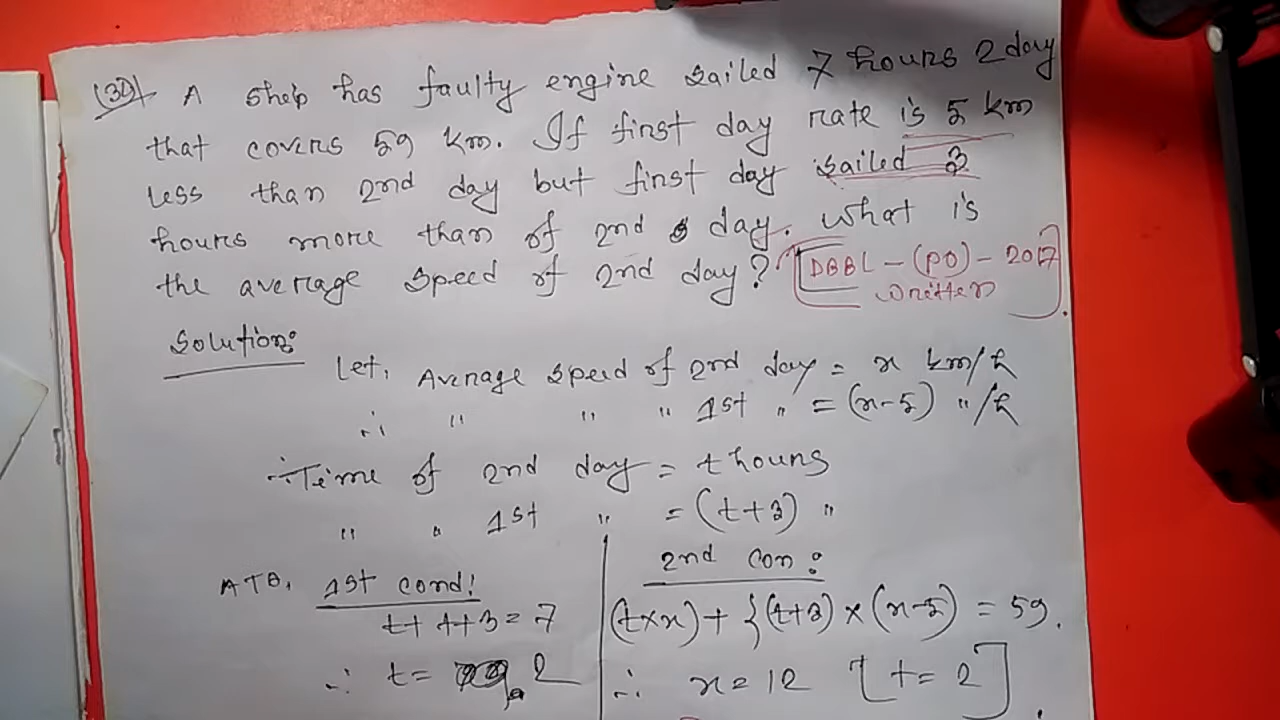 (30) A ship has faulty engine sailed 7 hours 2 day
that covers 59 km. If first day rate is 5 km
less than 2nd day but first day sailed 3
hours more than of 2nd day. What is
the average speed of 2nd day? [DBBL - (PO) - 2017
written]
Solution:
Let, Average speed of 2nd day = x km/h
∴ " " " 1st " = (x-5) "/h
∴ Time of 2nd day = t hours
" " 1st " = (t+3) "
ATQ, 1st cond:
t+t+3=7
∴ t= 2
2nd con:
(t×x)+{(t+3)×(x-5) = 59.
∴ x=12 [t=2]